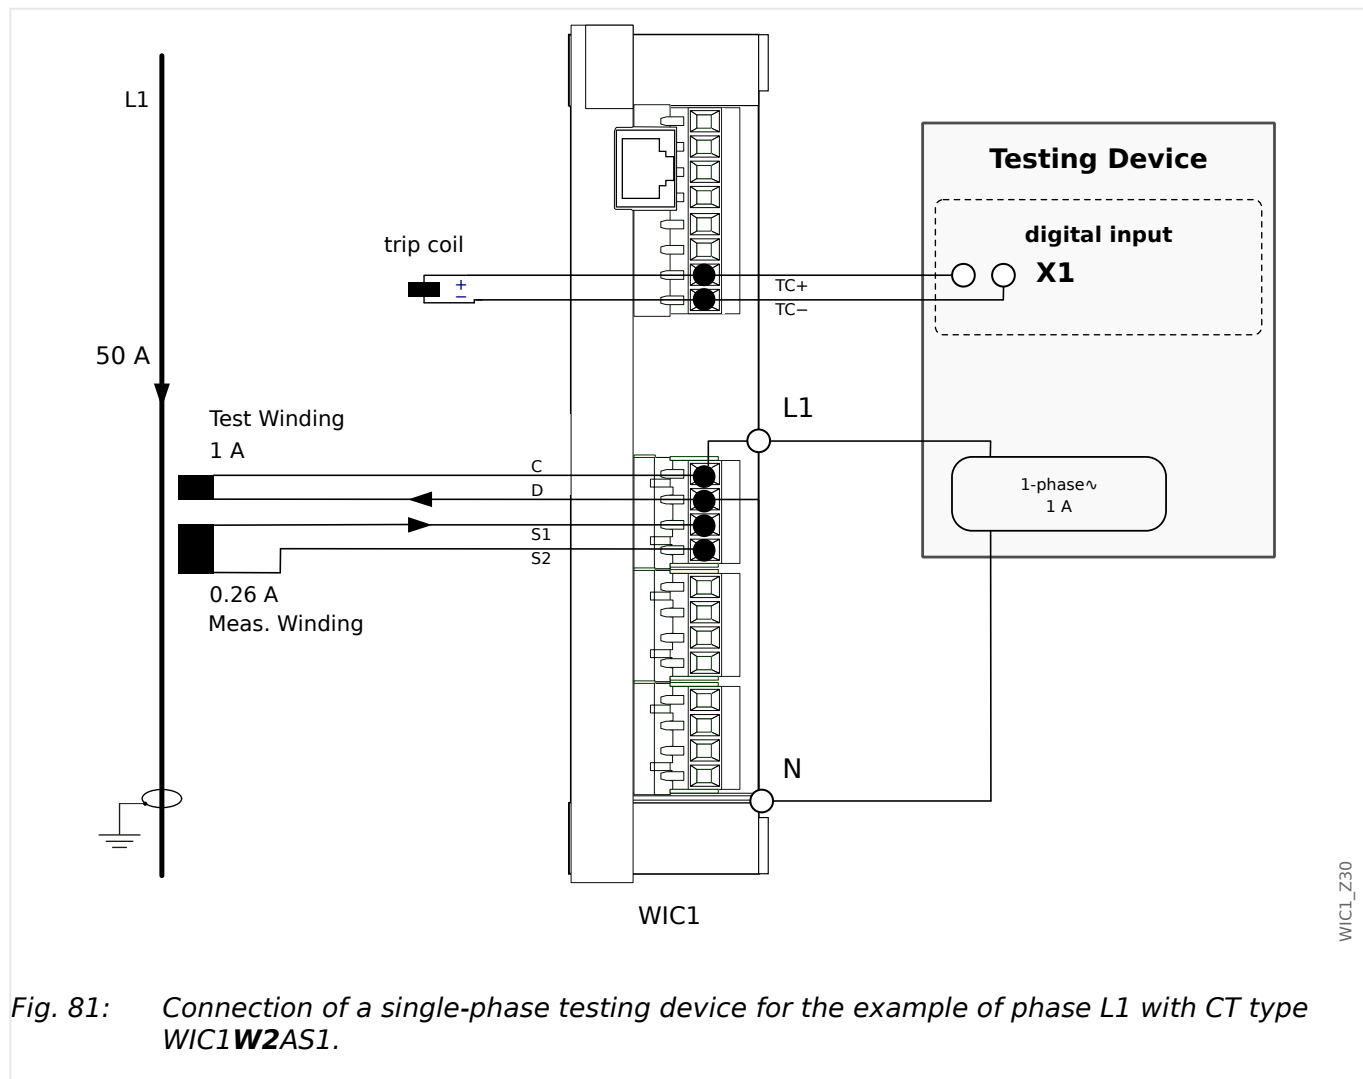 L1
Testing Device
digital input
X1
trip coil
+
−
TC+
TC−
50 A
L1
Test Winding
1 A
C
D
S1
S2
1-phase∿
1 A
0.26 A
Meas. Winding
N
WIC1
WIC1_Z30
Fig. 81: Connection of a single-phase testing device for the example of phase L1 with CT type
WIC1W2AS1.